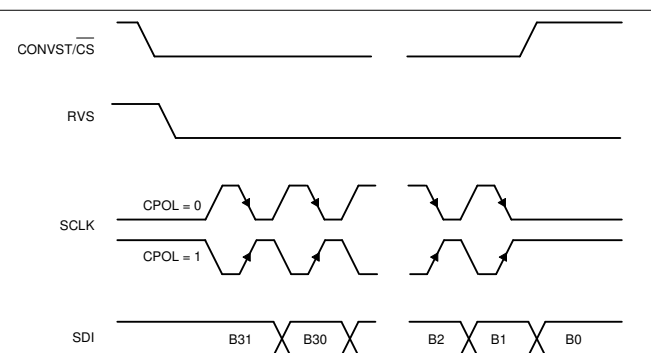 CONVST/CS
RVS
CPOL = 0
SCLK
CPOL = 1
SDI B31 B30 B2 B1 B0